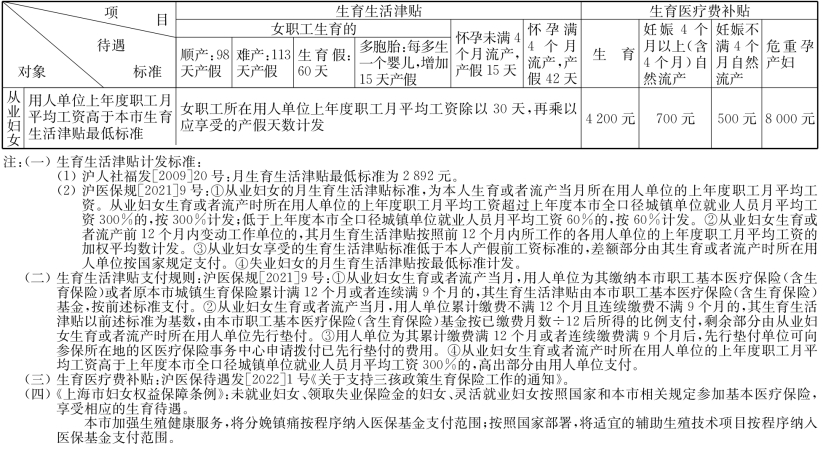 项 目
待遇
对象 标准
生育生活津贴
生育医疗费补贴
女职工生育的
怀孕未满4个月流产,产假15天
怀孕满4个月流产,产假42天
生 育
妊娠4个月以上(含4个月)自然流产
妊娠不满4个月自然流产
危重孕产妇
顺产:98天产假
难产:113天产假
生育假:60天
多胞胎:每多生一个婴儿,增加15天产假
从业妇女
用人单位上年度职工月平均工资高于本市生育生活津贴最低标准
女职工所在用人单位上年度职工月平均工资除以30天,再乘以应享受的产假天数计发
4 200元
700元
500元
8 000元
注:(一) 生育生活津贴计发标准:
(1) 沪人社福发[2009]20号:月生育生活津贴最低标准为2 892元。
(2) 沪医保规[2021]9号:①从业妇女的月生育生活津贴标准,为本人生育或者流产当月所在用人单位的上年度职工月平均工
资。从业妇女生育或者流产时所在用人单位的上年度职工月平均工资超过上年度本市全口径城镇单位就业人员月平均工
资300%的,按300%计发;低于上年度本市全口径城镇单位就业人员月平均工资60%的,按60%计发。②从业妇女生育或
者流产前12个月内变动工作单位的,其月生育生活津贴按照前12个月内所工作的各用人单位的上年度职工月平均工资的
加权平均数计发。③从业妇女享受的生育生活津贴标准低于本人产假前工资标准的,差额部分由其生育或者流产时所在用
人单位按国家规定支付。④失业妇女的月生育生活津贴按最低标准计发。
(二) 生育生活津贴支付规则:沪医保规[2021]9号:①从业妇女生育或者流产当月,用人单位为其缴纳本市职工基本医疗保险(含生
育保险)或者原本市城镇生育保险累计满12个月或者连续满9个月的,其生育生活津贴由本市职工基本医疗保险(含生育保险)
基金,按前述标准支付。②从业妇女生育或者流产当月,用人单位累计缴费不满12个月且连续缴费不满9个月的,其生育生活
津贴以前述标准为基数,由本市职工基本医疗保险(含生育保险)基金按已缴费月数÷12后所得的比例支付,剩余部分由从业妇
女生育或者流产时所在用人单位先行垫付。③用人单位为其累计缴费满12个月或者连续缴费满9个月后,先行垫付单位可向
参保所在地的区医疗保险事务中心申请拨付已先行垫付的费用。④从业妇女生育或者流产时所在用人单位的上年度职工月平
均工资高于上年度本市全口径城镇单位就业人员月平均工资300%的,高出部分由用人单位支付。
(三) 生育医疗费补贴:沪医保待遇发[2022]1号《关于支持三孩政策生育保险工作的通知》。
(四)《上海市妇女权益保障条例》:未就业妇女、领取失业保险金的妇女、灵活就业妇女按照国家和本市相关规定参加基本医疗保险,
享受相应的生育待遇。
本市加强生殖健康服务,将分娩镇痛按程序纳入医保基金支付范围;按照国家部署,将适宜的辅助生殖技术项目按程序纳入
医保基金支付范围。